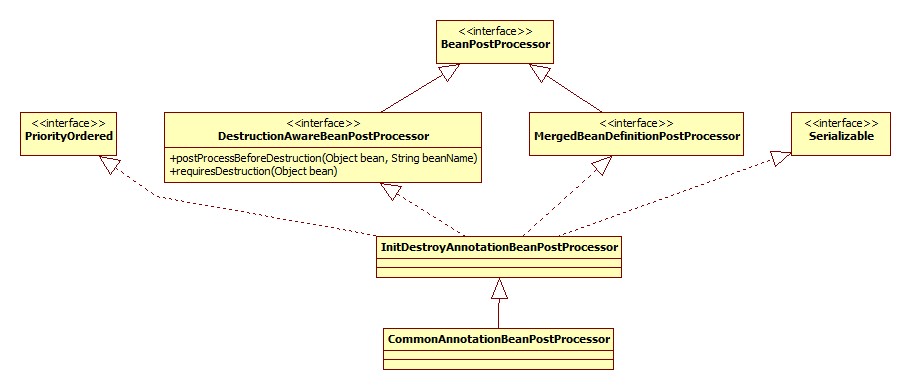 <<interface>>
BeanPostProcessor
<<interface>>
PriorityOrdered
<<interface>>
DestructionAwareBeanPostProcessor
+postProcessBeforeDestruction(Object bean, String beanName)
+requiresDestruction(Object bean)
<<interface>>
MergedBeanDefinitionPostProcessor
<<interface>>
Serializable
InitDestroyAnnotationBeanPostProcessor
CommonAnnotationBeanPostProcessor